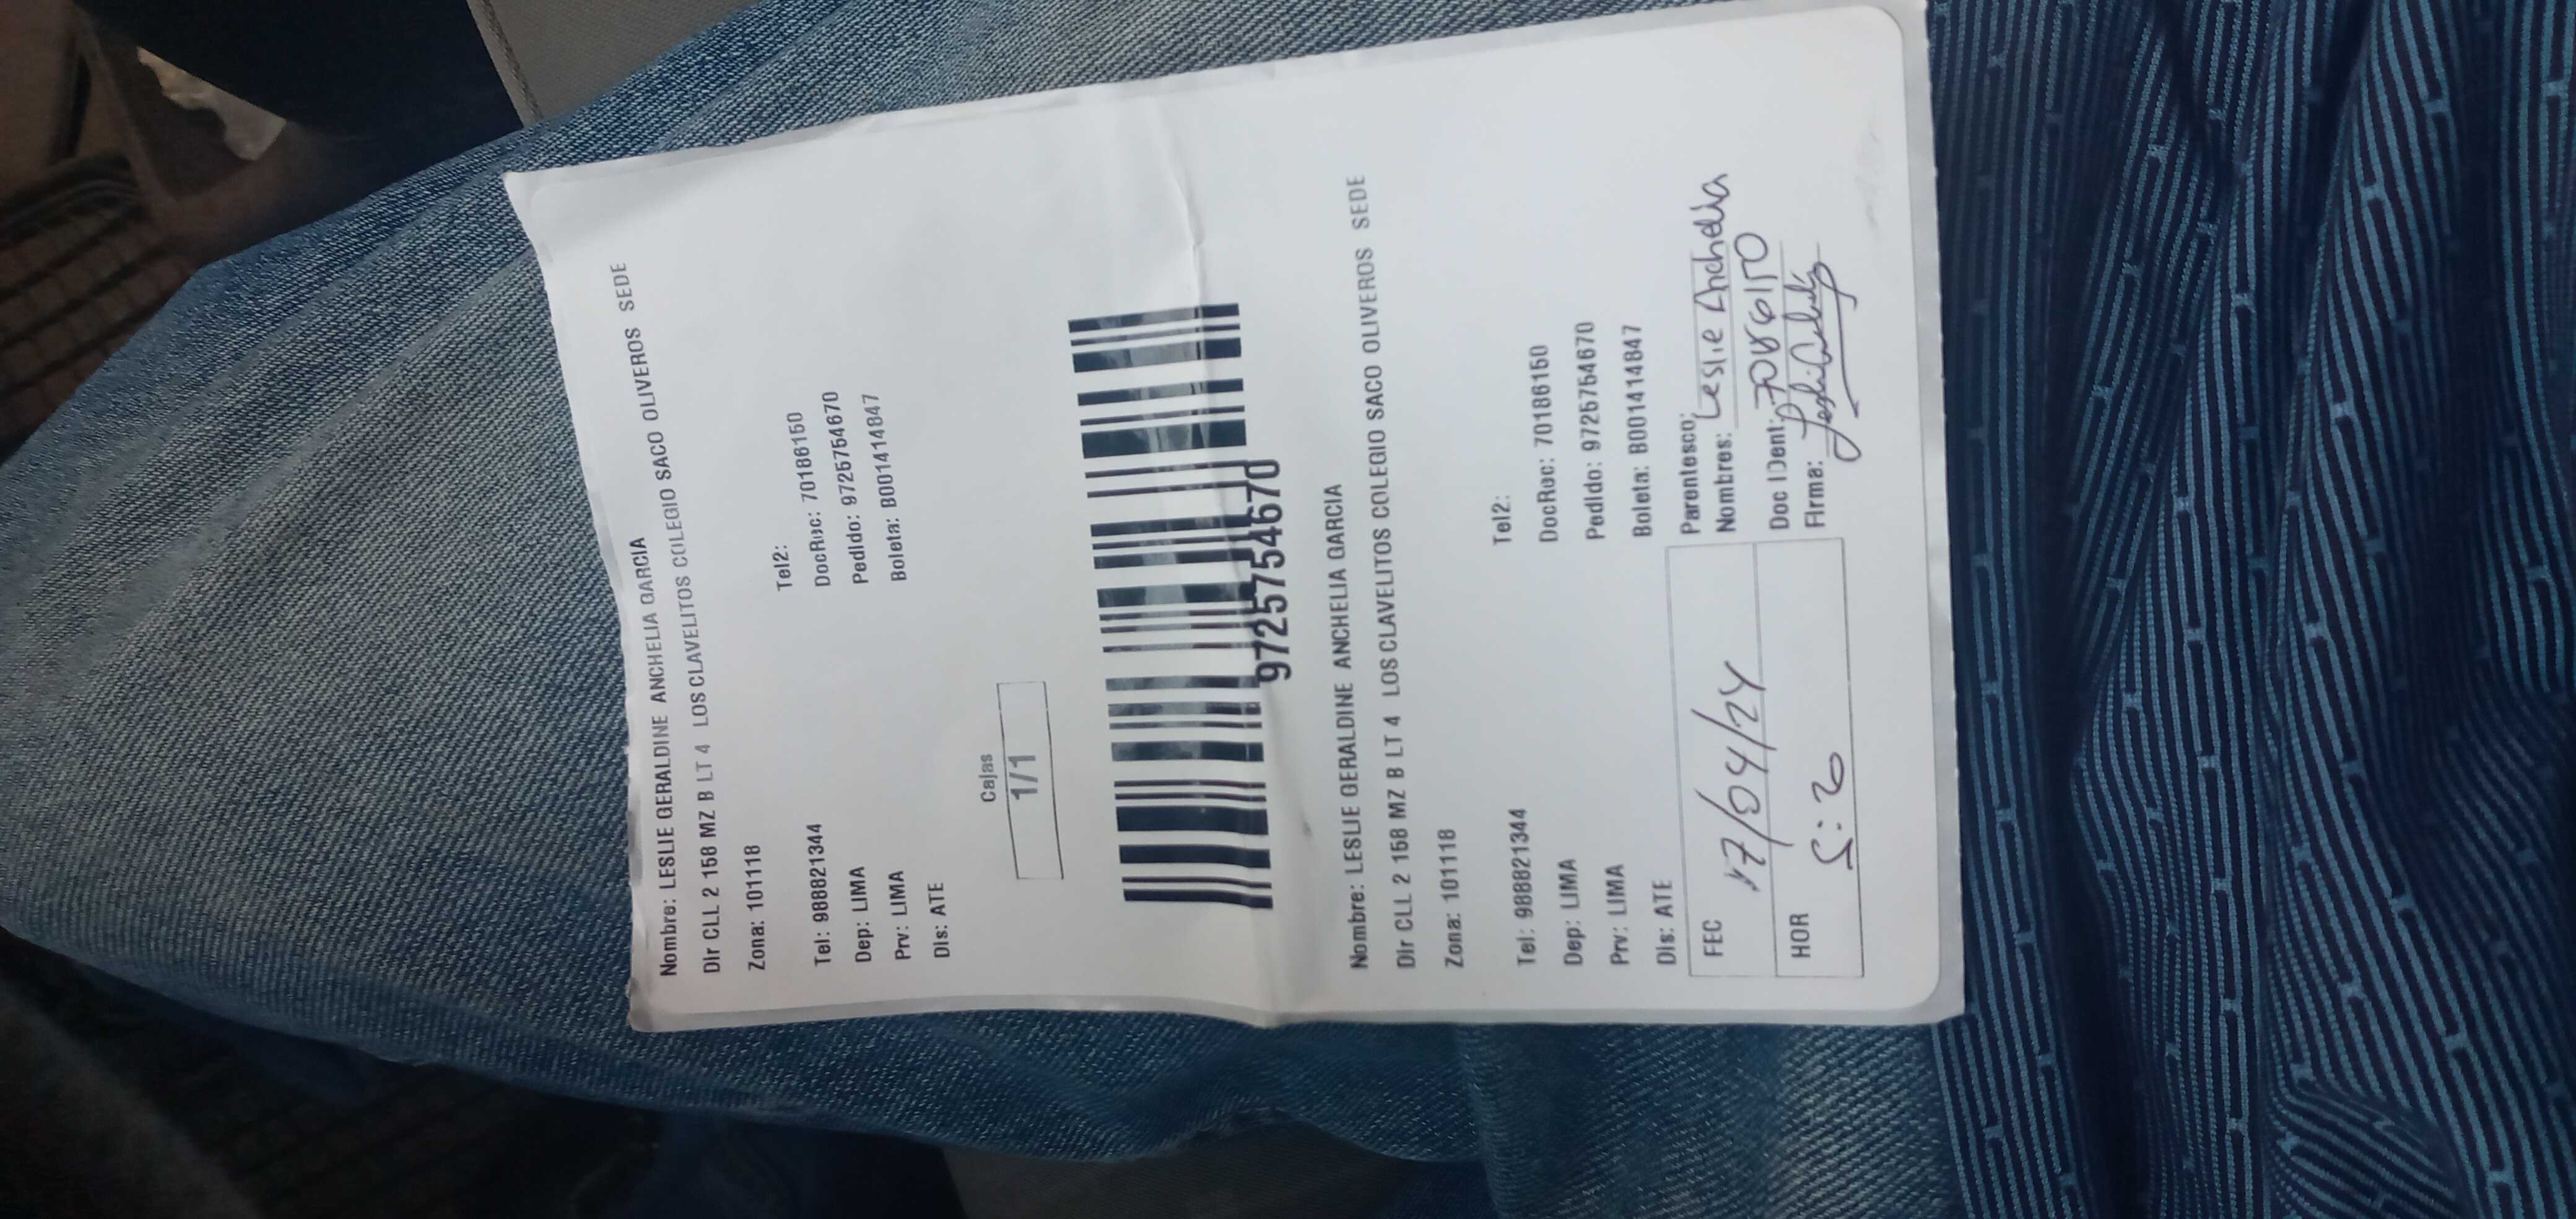 Nombre: LESLIE GERALDINE ANCHELIA GARCIA
Dir CLL 2 158 MZ B LT 4 LOS CLAVELITOS COLEGIO SACO OLIVEROS SEDE
Zona: 101118
Tel2:
Tel: 988821344
DocRec: 70186150
Dep: LIMA
Pedido: 9725754670
Prv: LIMA
Boleta: B001414847
Dis: ATE
Cajas
1/1
9725754670
Nombre: LESLIE GERALDINE ANCHELIA GARCIA
Dir CLL 2 158 MZ B LT 4 LOS CLAVELITOS COLEGIO SACO OLIVEROS SEDE
Zona: 101118
Tel2:
Tel: 988821344
DocRec: 70186150
Dep: LIMA
Pedido: 9725754670
Prv: LIMA
Boleta: B001414847
Dis: ATE
Parentesco:
FEC 17/04/24
Nombres: Leslie Anchelia
Doc IDent: 70186150
HOR
Firma: